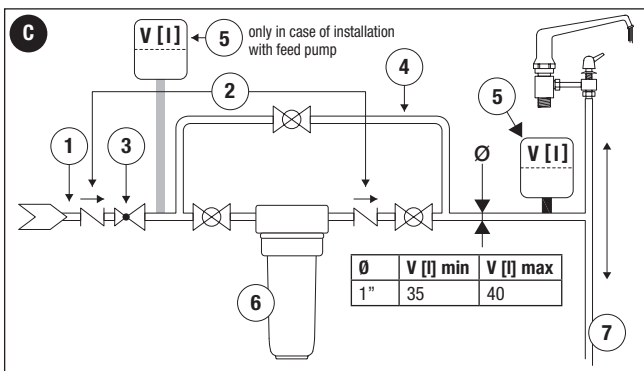 C
V [l]
5
only in case of installation
with feed pump
2
4
5
V [l]
1
3
Ø
Ø V [l] min V [l] max
1” 35 40
6
7